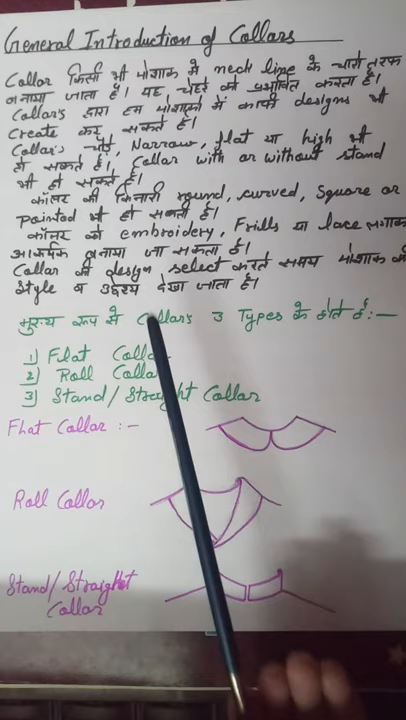 General Introduction of Collars
Collar किसी भी पोशाक में neck line के चारो तरफ
बनाया जाता है। यह चेहरे को प्रभावित करता है।
Collar's द्वारा हम पोशाकों में काफी designs भी
create कर सकते हैं।
Collar's चौड़े, Narrow, flat या high भी
हो सकते हैं, Collar with or without stand
भी हो सकते हैं।
कॉलर की किनारी round, curved, Square or
pointed भी हो सकती है।
कॉलर को embroidery, Frills या lace लगाकर
आकर्षक बनाया जा सकता है।
Collar की design select करते समय पोशाक की
Style व उद्देश्य देखा जाता है।
मुख्य रूप से Collars 3 Types के होते हैं:-
1) Flat Colla
2) Roll Colla
3) Stand/Straight Collar
Flat Collar :-
Roll Collar
Stand/Straight
Collar